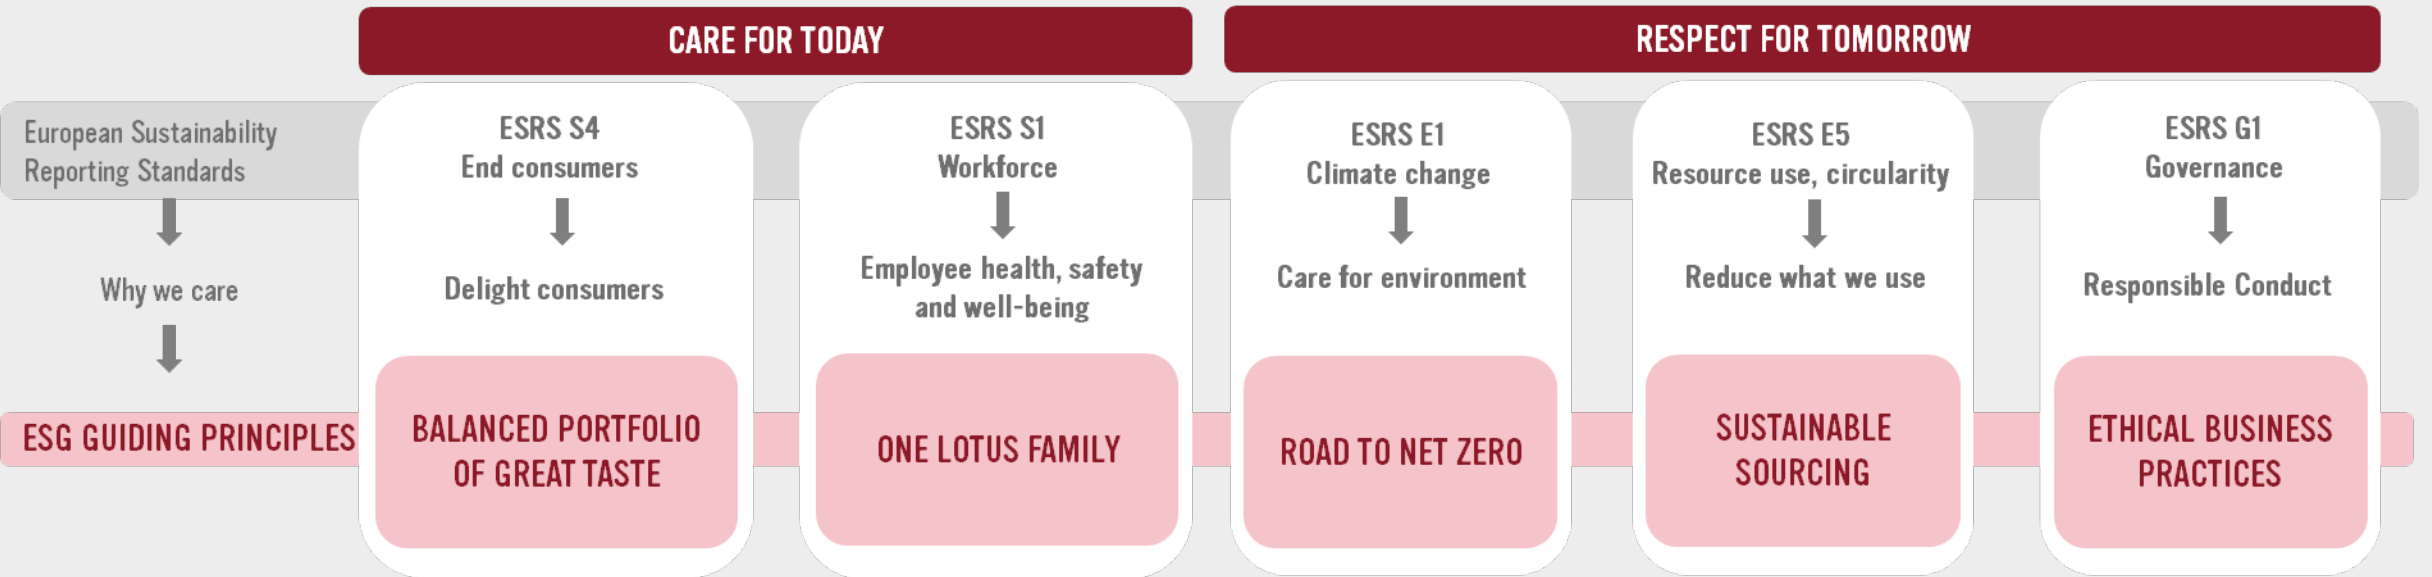 CARE FOR TODAY
RESPECT FOR TOMORROW
European Sustainability
Reporting Standards
Why we care
ESG GUIDING PRINCIPLES
ESRS S4
End consumers
Delight consumers
BALANCED PORTFOLIO
OF GREAT TASTE
ESRS S1
Workforce
Employee health, safety
and well-being
ONE LOTUS FAMILY
ESRS E1
Climate change
Care for environment
ROAD TO NET ZERO
ESRS E5
Resource use, circularity
Reduce what we use
SUSTAINABLE
SOURCING
ESRS G1
Governance
Responsible Conduct
ETHICAL BUSINESS
PRACTICES